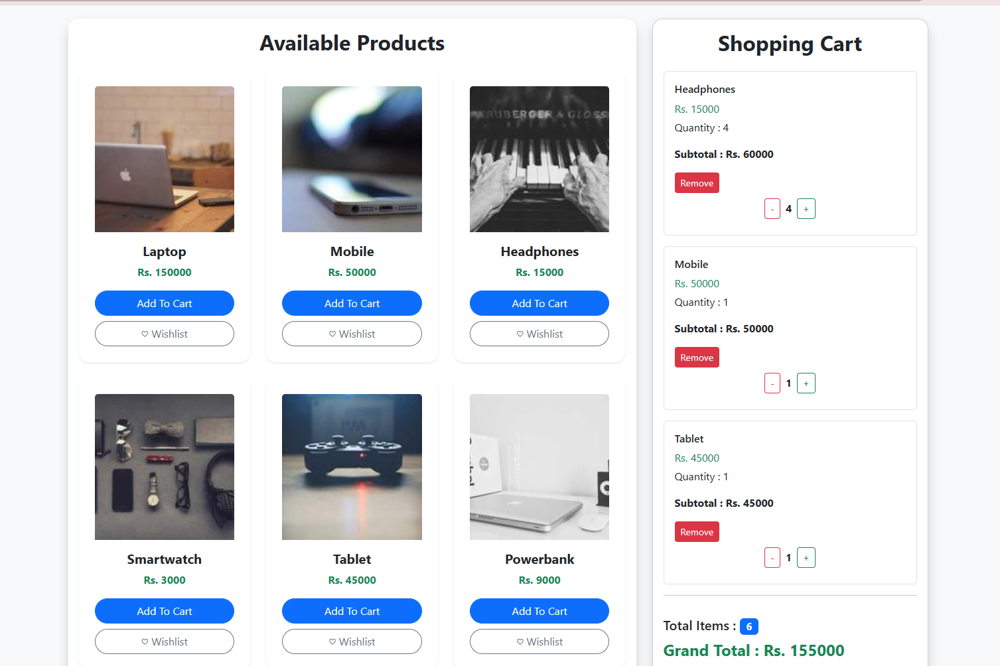 Available Products
Laptop
Rs. 150000
Add To Cart
♡ Wishlist
Mobile
Rs. 50000
Add To Cart
♡ Wishlist
KRUBERGER & GLOSS
Headphones
Rs. 15000
Add To Cart
♡ Wishlist
Smartwatch
Rs. 3000
Add To Cart
♡ Wishlist
Tablet
Rs. 45000
Add To Cart
♡ Wishlist
Powerbank
Rs. 9000
Add To Cart
♡ Wishlist
Shopping Cart
Headphones
Rs. 15000
Quantity : 4
Subtotal : Rs. 60000
Remove
- 4 +
Mobile
Rs. 50000
Quantity : 1
Subtotal : Rs. 50000
Remove
- 1 +
Tablet
Rs. 45000
Quantity : 1
Subtotal : Rs. 45000
Remove
- 1 +
Total Items : 6
Grand Total : Rs. 155000